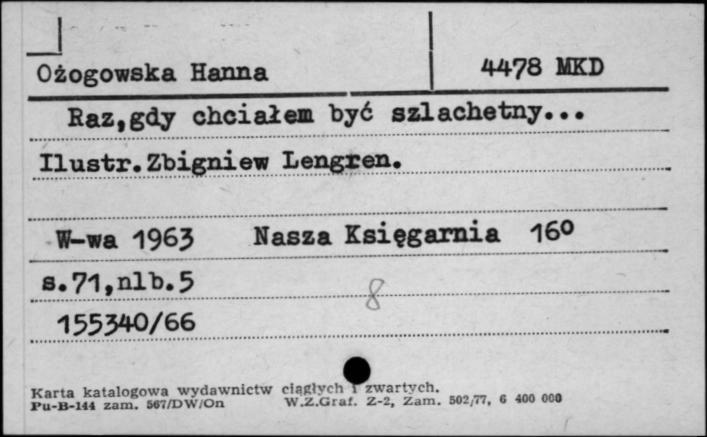 Ożogowska Hanna 4478 MKD
Raz,gdy chciałem być szlachetny...
Ilustr.Zbigniew Lengren.
W-wa 1963 Nasza Księgarnia 16º
s.71,nlb.5
8
155340/66
Karta katalogowa wydawnictw ciągłych i zwartych.
Pu-B-144 zam. 567/DW/On W.Z.Graf. Z-2, Zam. 502/77, 6 400 000